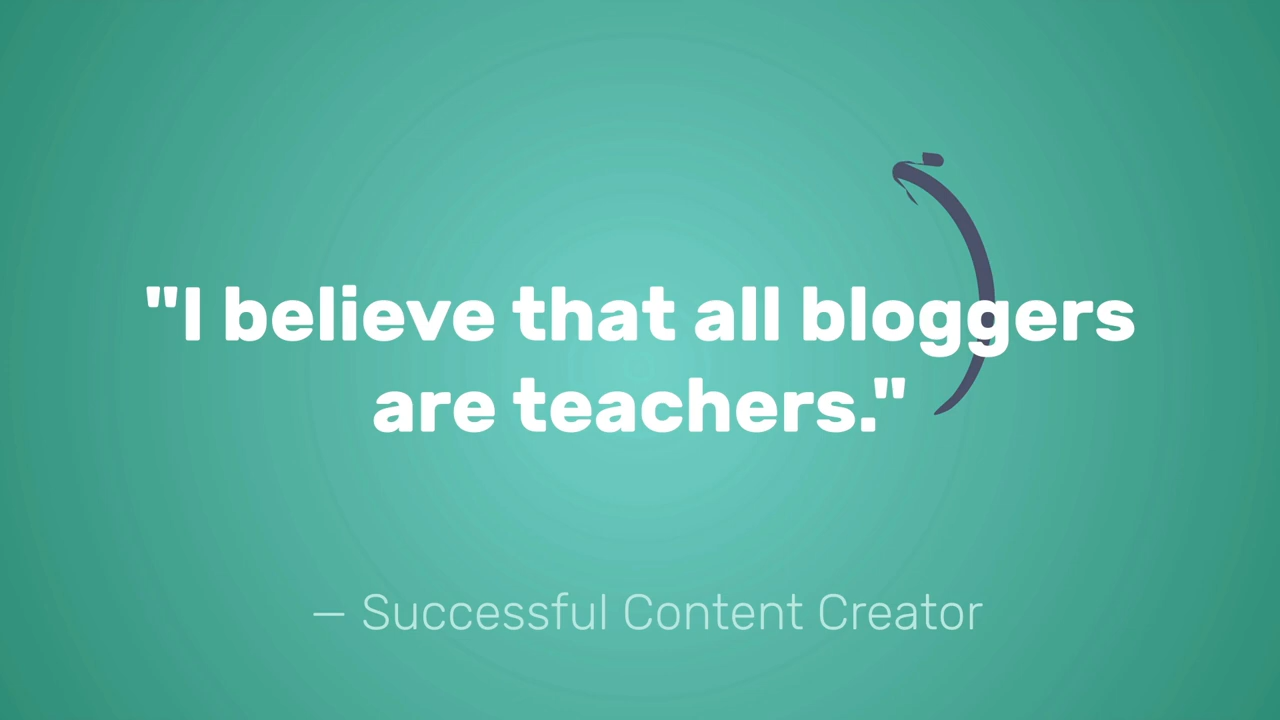 "I believe that all bloggers
are teachers."
— Successful Content Creator